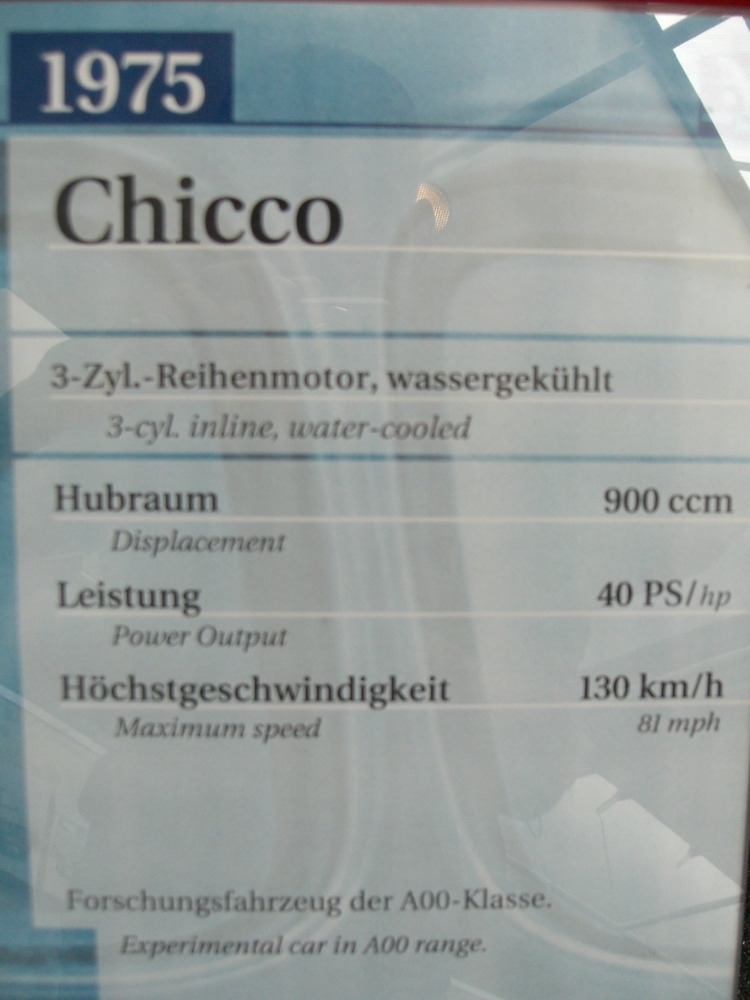 1975
Chicco
3-Zyl.-Reihenmotor, wassergekühlt
3-cyl. inline, water-cooled
Hubraum 900 ccm
Displacement
Leistung 40 PS/hp
Power Output
Höchstgeschwindigkeit 130 km/h
Maximum speed 81 mph
Forschungsfahrzeug der A00-Klasse.
Experimental car in A00 range.